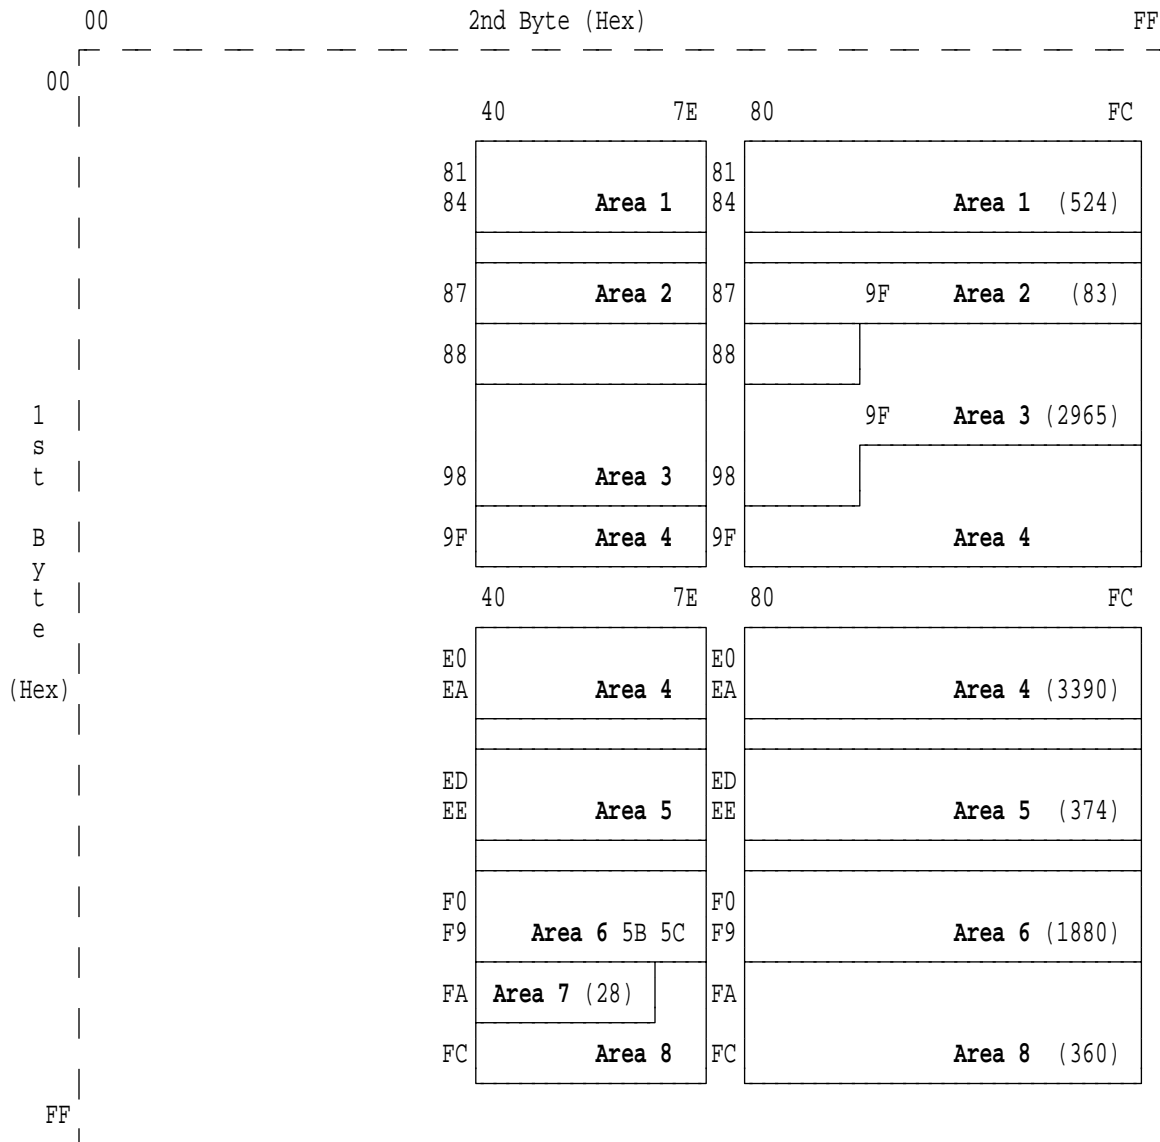 00 2nd Byte (Hex) FF
00
40 7E 80 FC
81 81
84 Area 1 84 Area 1 (524)
87 Area 2 87 9F Area 2 (83)
88 88
9F Area 3 (2965)
98 Area 3 98
9F Area 4 9F Area 4
1st Byte (Hex)
40 7E 80 FC
E0 E0
EA Area 4 EA Area 4 (3390)
ED ED
EE Area 5 EE Area 5 (374)
F0 F0
F9 Area 6 5B 5C F9 Area 6 (1880)
FA Area 7 (28) FA
FC Area 8 FC Area 8 (360)
FF